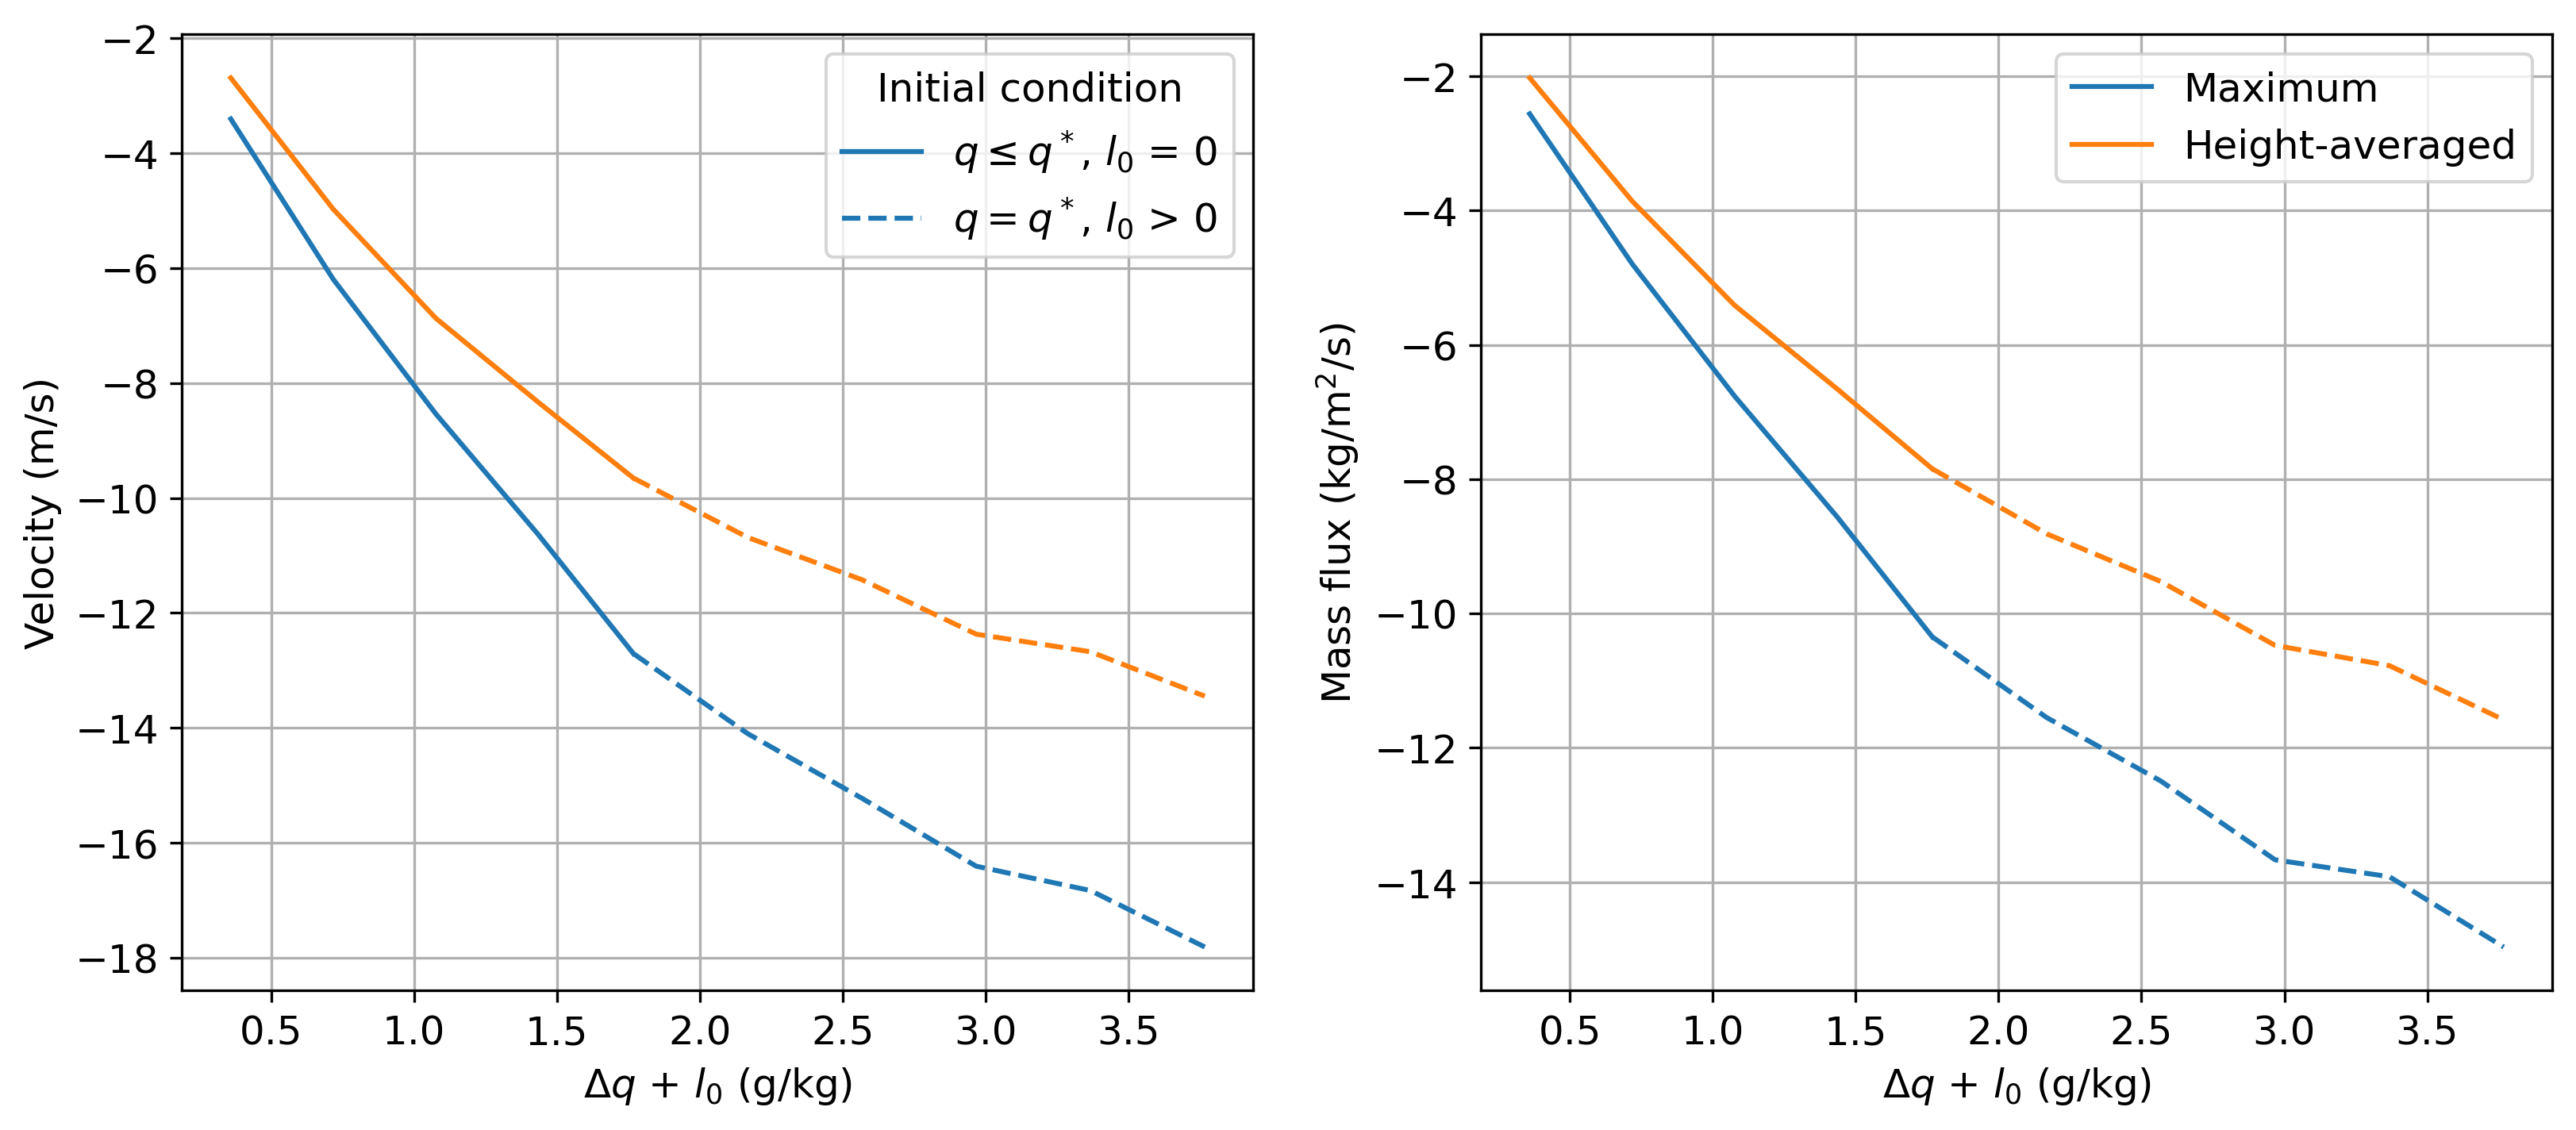 −2
−4
−6
−8
−10
−12
−14
−16
−18
Velocity (m/s)
0.5 1.0 1.5 2.0 2.5 3.0 3.5
Δq + l₀ (g/kg)
Initial condition
q ≤ q*, l₀ = 0
q = q*, l₀ > 0
−2
−4
−6
−8
−10
−12
−14
Mass flux (kg/m²/s)
0.5 1.0 1.5 2.0 2.5 3.0 3.5
Δq + l₀ (g/kg)
Maximum
Height-averaged